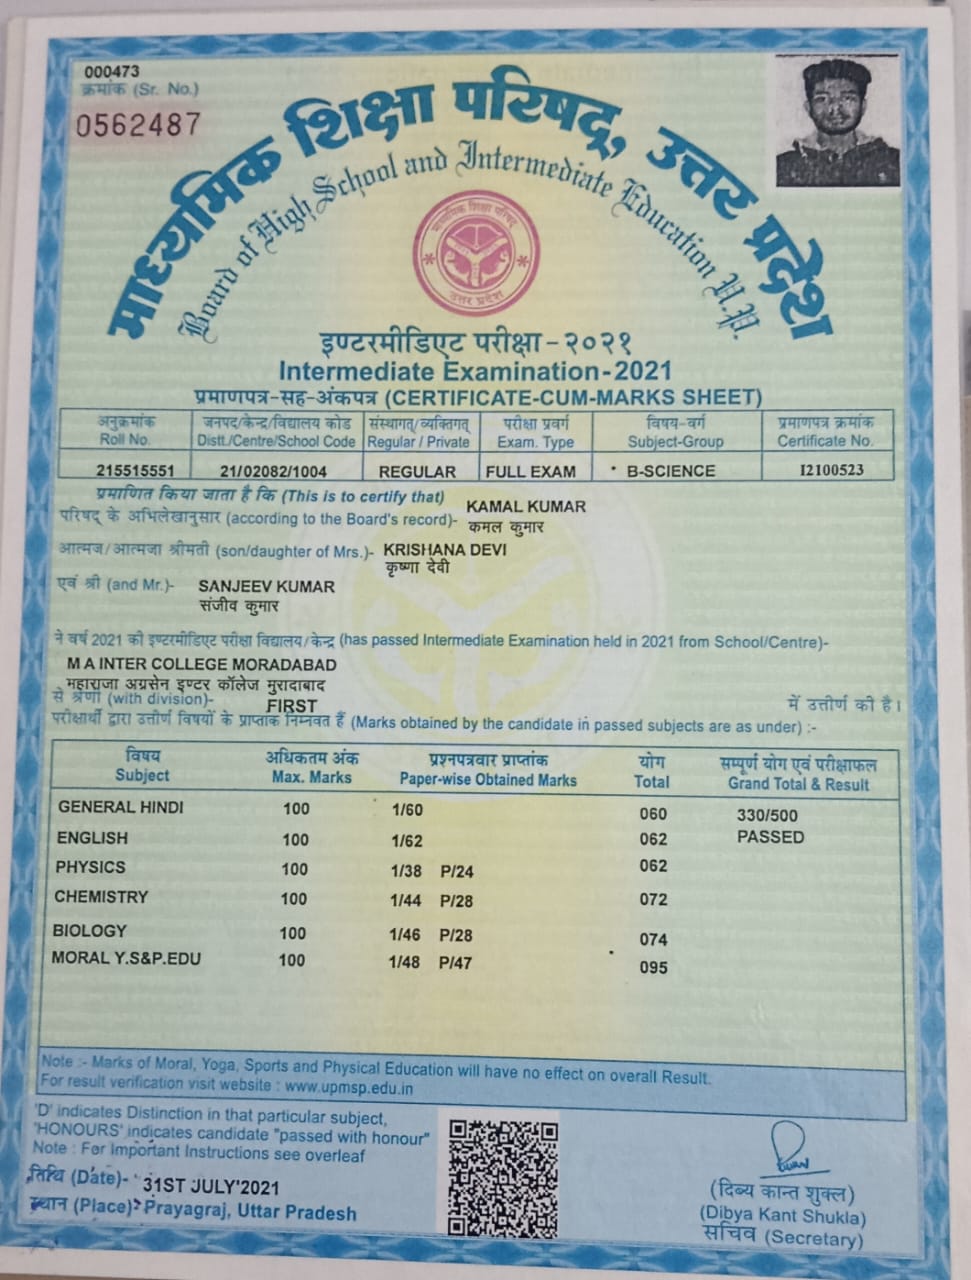 000473
क्रमांक (Sr. No.)
0562487
माध्यमिक शिक्षा परिषद्, उत्तर प्रदेश
Board of High School and Intermediate Education U.P.
माध्यमिक शिक्षा परिषद्
उत्तर प्रदेश
इण्टरमीडिएट परीक्षा - २०२१
Intermediate Examination - 2021
प्रमाणपत्र-सह-अंकपत्र (CERTIFICATE-CUM-MARKS SHEET)
अनुक्रमांक जनपद/केन्द्र/विद्यालय कोड संस्थागत्/व्यक्तिगत् परीक्षा प्रवर्ग विषय-वर्ग प्रमाणपत्र क्रमांक
Roll No. Distt./Centre/School Code Regular / Private Exam. Type Subject-Group Certificate No.
215515551 21/02082/1004 REGULAR FULL EXAM B-SCIENCE I2100523
प्रमाणित किया जाता है कि (This is to certify that)
परिषद् के अभिलेखानुसार (according to the Board's record)- KAMAL KUMAR
कमल कुमार
आत्मज/आत्मजा श्रीमती (son/daughter of Mrs.)- KRISHANA DEVI
कृष्णा देवी
एवं श्री (and Mr.)- SANJEEV KUMAR
संजीव कुमार
ने वर्ष 2021 की इण्टरमीडिएट परीक्षा विद्यालय/केन्द्र (has passed Intermediate Examination held in 2021 from School/Centre)-
M A INTER COLLEGE MORADABAD
महाराजा अग्रसेन इण्टर कॉलेज मुरादाबाद
से श्रेणी (with division)- FIRST में उत्तीर्ण की है।
परीक्षार्थी द्वारा उत्तीर्ण विषयों के प्राप्तांक निम्नवत हैं (Marks obtained by the candidate in passed subjects are as under) :-
विषय अधिकतम अंक प्रश्नपत्रवार प्राप्तांक योग सम्पूर्ण योग एवं परीक्षाफल
Subject Max. Marks Paper-wise Obtained Marks Total Grand Total & Result
GENERAL HINDI 100 1/60 060 330/500
ENGLISH 100 1/62 062 PASSED
PHYSICS 100 1/38 P/24 062
CHEMISTRY 100 1/44 P/28 072
BIOLOGY 100 1/46 P/28 074
MORAL Y.S&P.EDU 100 1/48 P/47 095
Note :- Marks of Moral, Yoga, Sports and Physical Education will have no effect on overall Result.
For result verification visit website : www.upmsp.edu.in
'D' indicates Distinction in that particular subject,
'HONOURS' indicates candidate "passed with honour"
Note : For Important Instructions see overleaf
तिथि (Date)- 31ST JULY'2021
स्थान (Place)- Prayagraj, Uttar Pradesh
(दिब्य कान्त शुक्ल)
(Dibya Kant Shukla)
सचिव (Secretary)